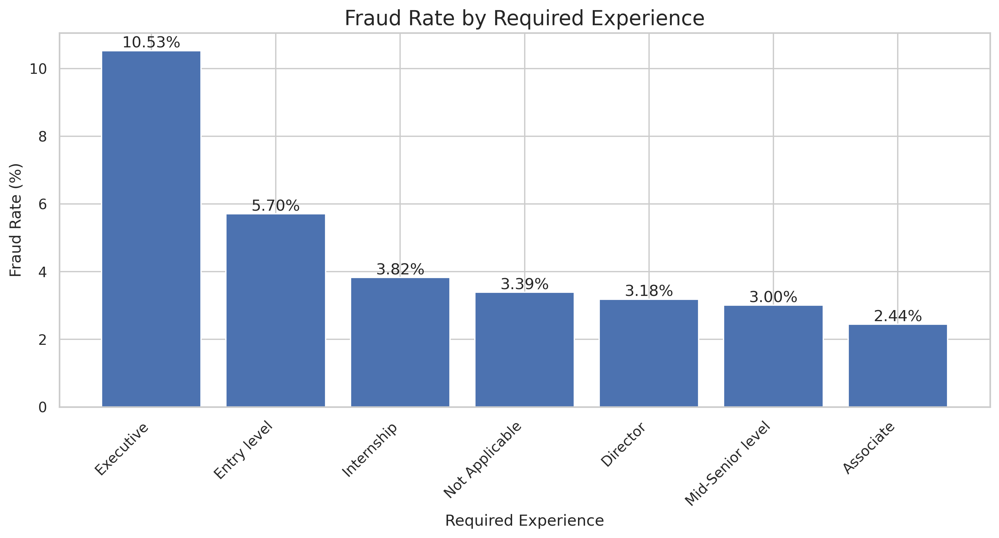 Fraud Rate by Required Experience
Fraud Rate (%)
10
8
6
4
2
0
10.53%
5.70%
3.82%
3.39%
3.18%
3.00%
2.44%
Executive
Entry level
Internship
Not Applicable
Director
Mid-Senior level
Associate
Required Experience